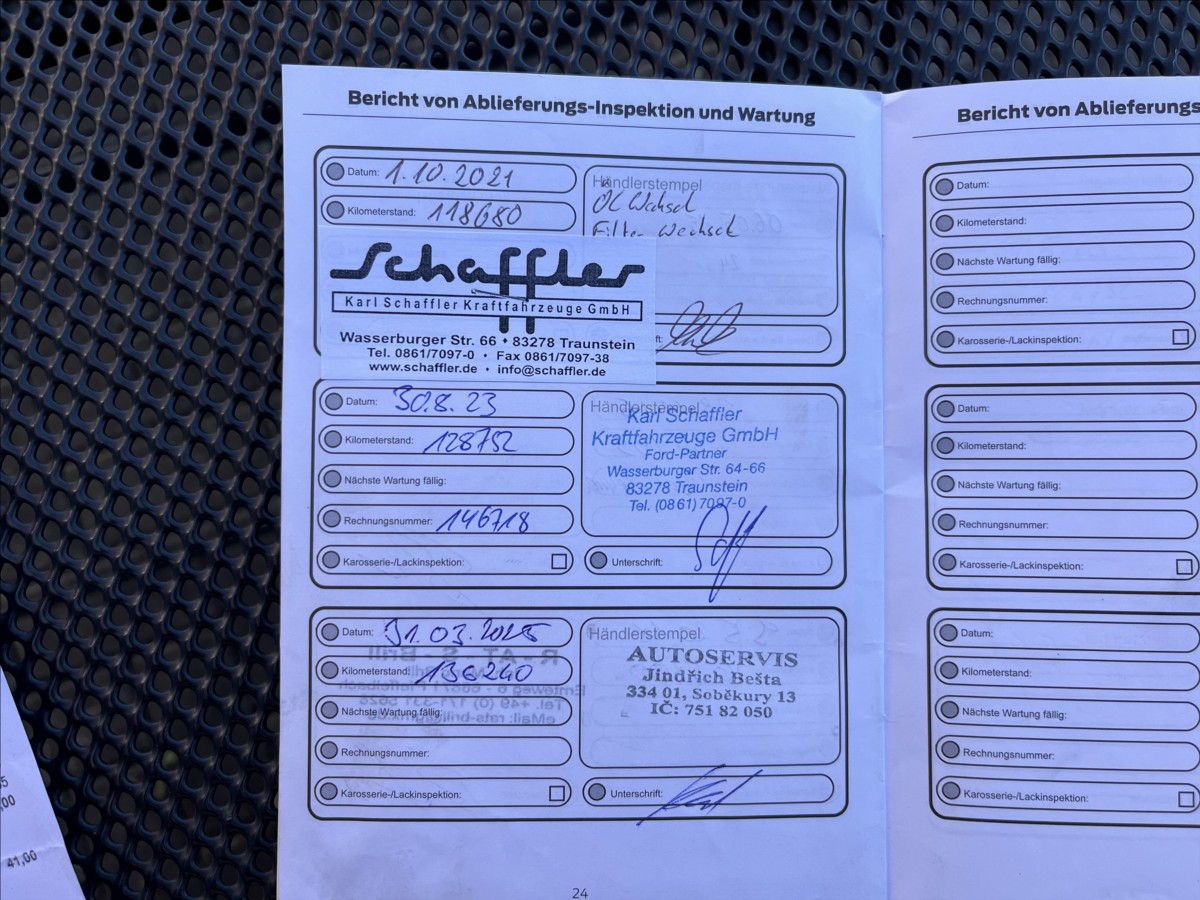 Bericht von Ablieferungs-Inspektion und Wartung
Datum: 1.10.2021
Kilometerstand: 118680
Händlerstempel
Öl Wechsel
Filter Wechsel
Schaffler
Karl Schaffler Kraftfahrzeuge GmbH
Wasserburger Str. 66 • 83278 Traunstein
Tel. 0861/7097-0 • Fax 0861/7097-38
www.schaffler.de • info@schaffler.de
Datum: 30.8.23
Kilometerstand: 128752
Nächste Wartung fällig:
Rechnungsnummer: 146718
Karosserie-/Lackinspektion:
Händlerstempel
Karl Schaffler
Kraftfahrzeuge GmbH
Ford-Partner
Wasserburger Str. 64-66
83278 Traunstein
Tel. (0861) 7097-0
Unterschrift:
Datum: 31.03.2025
Kilometerstand: 136240
Nächste Wartung fällig:
Rechnungsnummer:
Karosserie-/Lackinspektion:
Händlerstempel
AUTOSERVIS
Jindřich Bešta
334 01, Soběkury 13
IČ: 751 82 050
Unterschrift:
24
Bericht von Ablieferungs
Datum:
Kilometerstand:
Nächste Wartung fällig:
Rechnungsnummer:
Karosserie-/Lackinspektion:
Datum:
Kilometerstand:
Nächste Wartung fällig:
Rechnungsnummer:
Karosserie-/Lackinspektion:
Datum:
Kilometerstand:
Nächste Wartung fällig:
Rechnungsnummer:
Karosserie-/Lackinspektion:
41,00